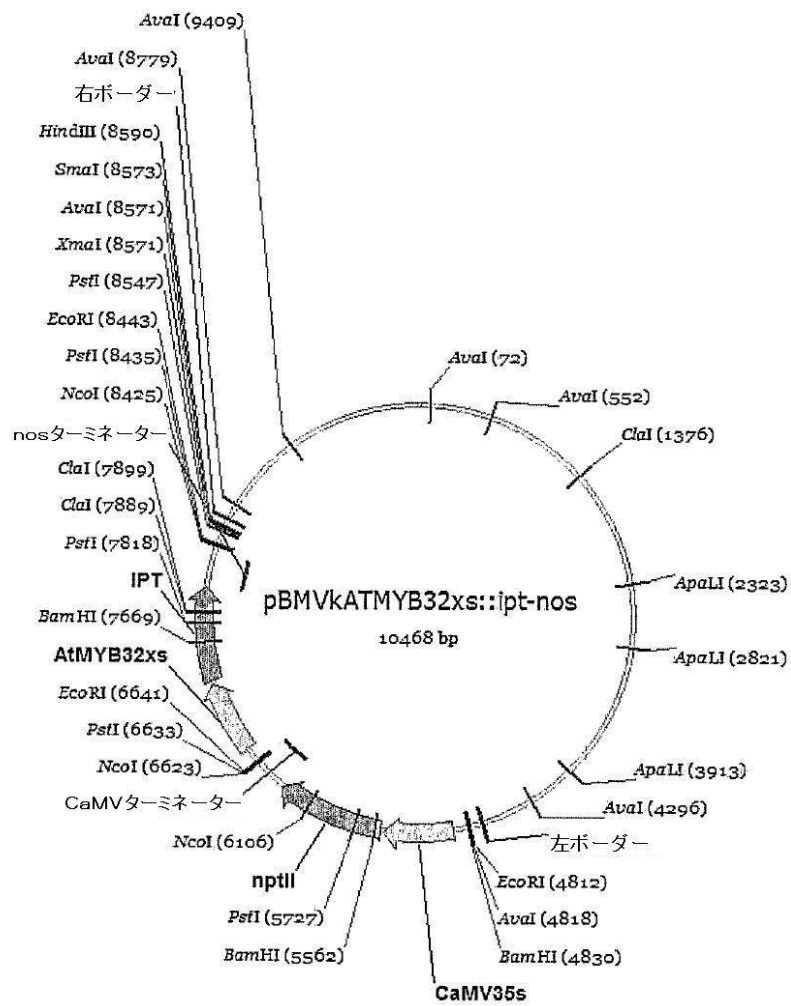 AvaI (9409)
AvaI (8779)
右ボーダー
HindIII (8590)
SmaI (8573)
AvaI (8571)
XmaI (8571)
PstI (8547)
EcoRI (8443)
PstI (8435)
NcoI (8425)
nosターミネーター
ClaI (7899)
ClaI (7889)
PstI (7818)
IPT
BamHI (7669)
AtMYB32xs
EcoRI (6641)
PstI (6633)
NcoI (6623)
CaMVターミネーター
NcoI (6106)
nptII
PstI (5727)
BamHI (5562)
CaMV35s
AvaI (72)
AvaI (552)
ClaI (1376)
ApaLI (2323)
ApaLI (2821)
ApaLI (3913)
AvaI (4296)
左ボーダー
EcoRI (4812)
AvaI (4818)
BamHI (4830)
pBMVkATMYB32xs::ipt-nos
10468 bp